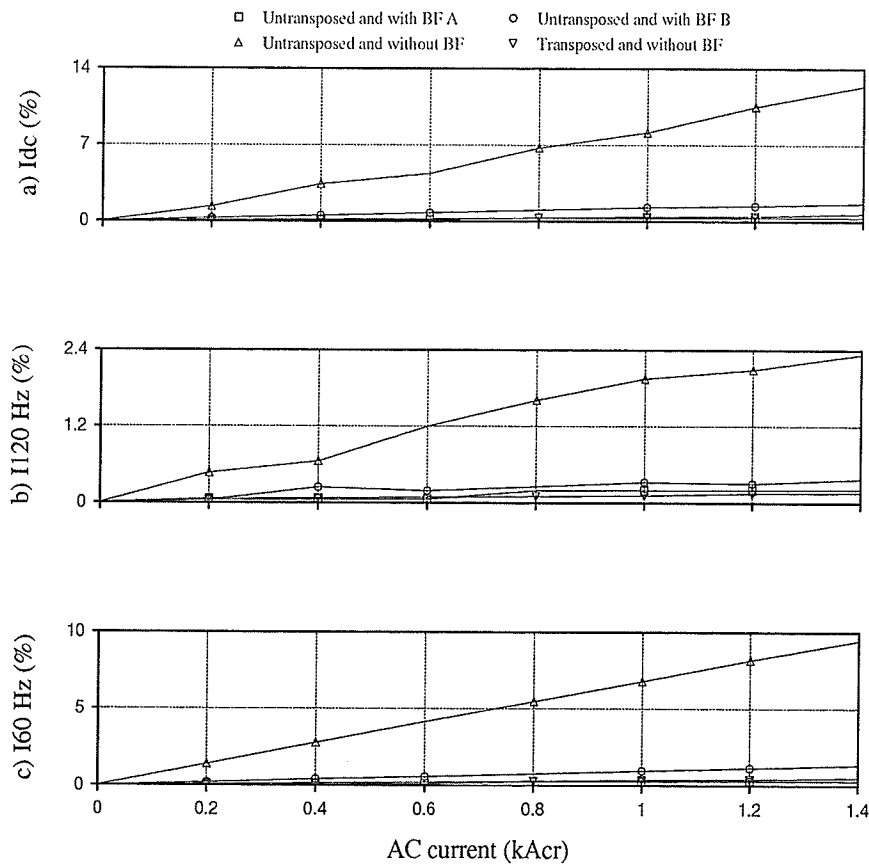 Untransposed and with BF A
Untransposed and with BF B
Untransposed and without BF
Transposed and without BF
14
7
0
a) Idc (%)
2.4
1.2
0
b) I120 Hz (%)
10
5
0
c) I60 Hz (%)
0 0.2 0.4 0.6 0.8 1 1.2 1.4
AC current (kAcr)